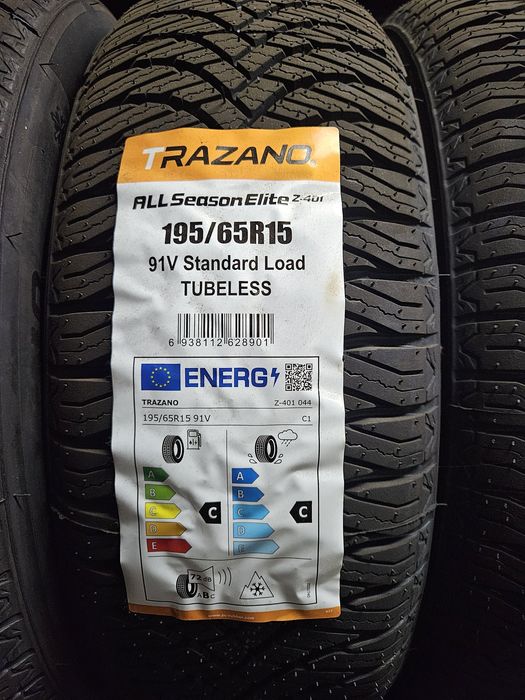 TRAZANO
ALL Season Elite Z-401
195/65R15
91V Standard Load
TUBELESS
6 938112 628901
ENERG
TRAZANO Z-401 044
195/65R15 91V C1
A A
B B
C C C C
D D
E E
72 dB
ABC